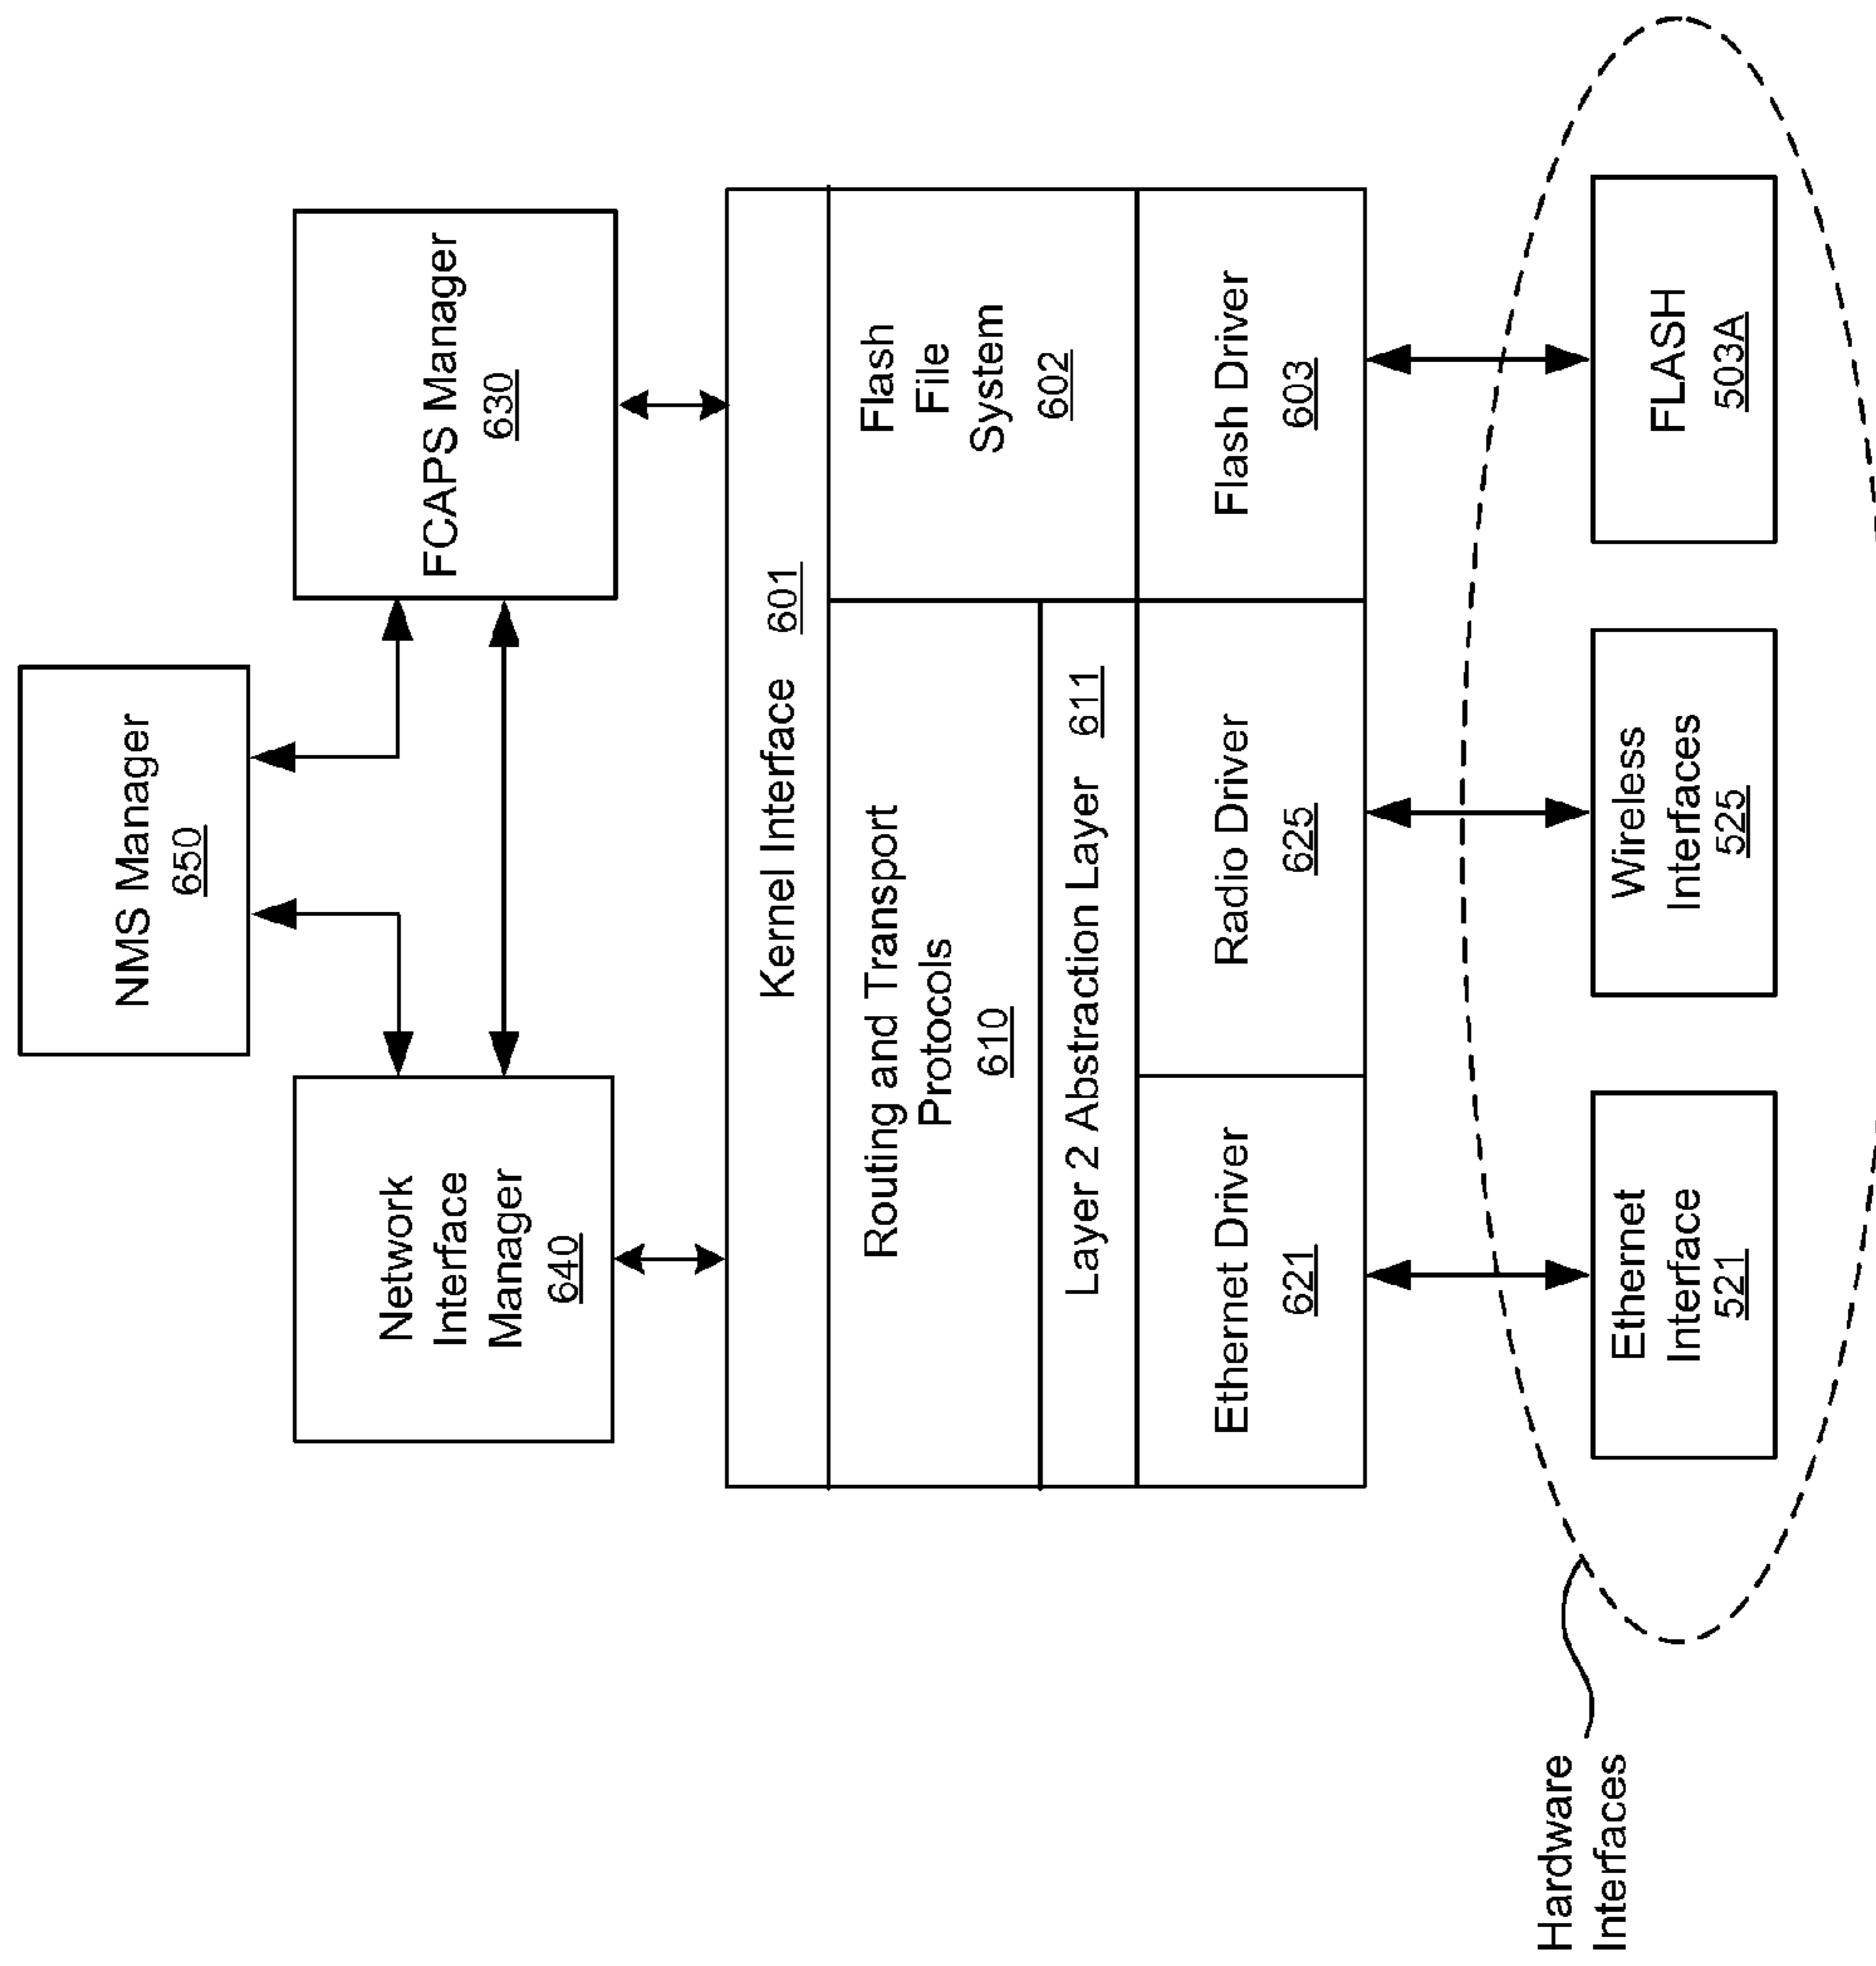 NMS Manager
650
Network
Interface
Manager
640
FCAPS Manager
630
Kernel Interface 601
Routing and Transport
Protocols
610
Flash
File
System
602
Layer 2 Abstraction Layer 611
Ethernet Driver
621
Radio Driver
625
Flash Driver
603
Hardware
Interfaces
Ethernet
Interface
521
Wireless
Interfaces
525
FLASH
503A